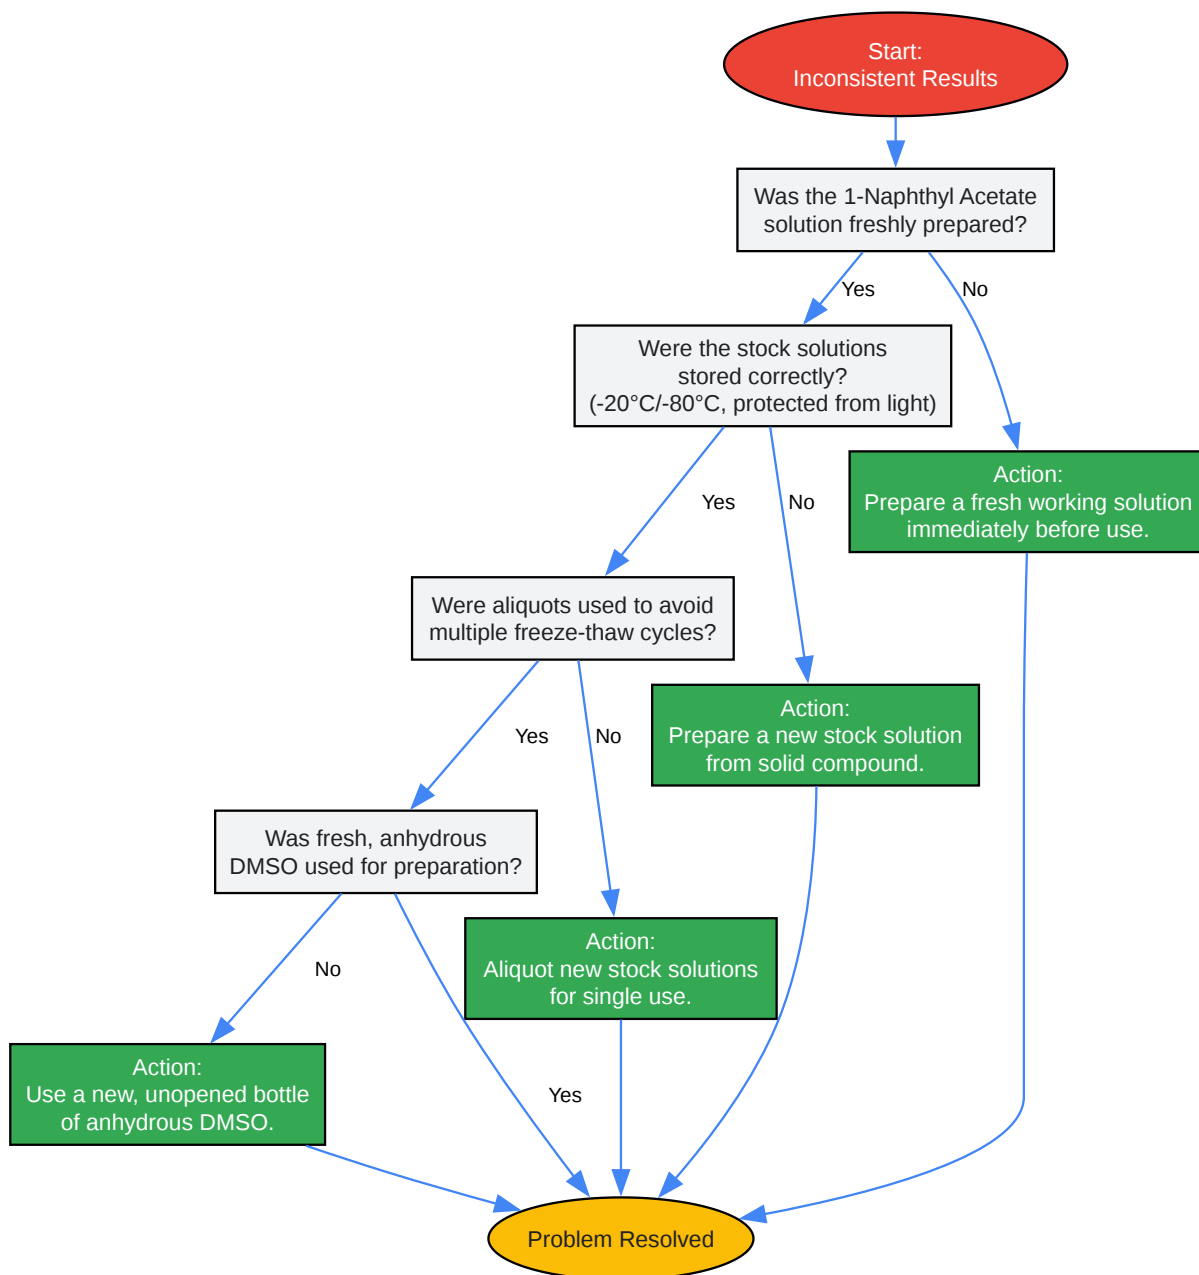 Start:
Inconsistent Results
Was the 1-Naphthyl Acetate
solution freshly prepared?
Yes
No
Were the stock solutions
stored correctly?
(-20°C/-80°C, protected from light)
Action:
Prepare a fresh working solution
immediately before use.
Yes
No
Were aliquots used to avoid
multiple freeze-thaw cycles?
Action:
Prepare a new stock solution
from solid compound.
Yes
No
Was fresh, anhydrous
DMSO used for preparation?
Action:
Aliquot new stock solutions
for single use.
No
Yes
Action:
Use a new, unopened bottle
of anhydrous DMSO.
Problem Resolved